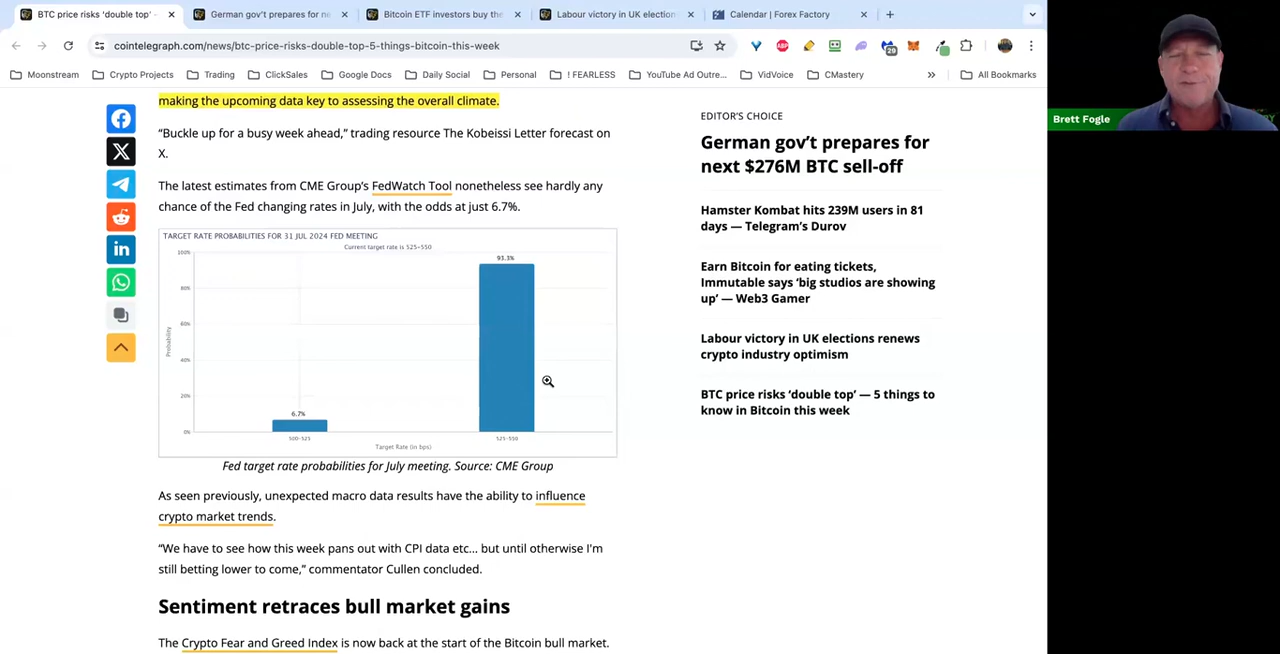 BTC price risks ‘double top’ -
German gov't prepares for ne
Bitcoin ETF investors buy the
Labour victory in UK election
Calendar | Forex Factory
cointelegraph.com/news/btc-price-risks-double-top-5-things-bitcoin-this-week
ABP
29
Moonstream
Crypto Projects
Trading
ClickSales
Google Docs
Daily Social
Personal
! FEARLESS
YouTube Ad Outre...
VidVoice
CMastery
All Bookmarks
making the upcoming data key to assessing the overall climate.
“Buckle up for a busy week ahead,” trading resource The Kobeissi Letter forecast on
X.
The latest estimates from CME Group’s FedWatch Tool nonetheless see hardly any
chance of the Fed changing rates in July, with the odds at just 6.7%.
TARGET RATE PROBABILITIES FOR 31 JUL 2024 FED MEETING
Current target rate is 525-550
100%
80%
60%
40%
20%
0%
Probability
6.7%
93.3%
500-525
525-550
Target Rate (in bps)
Fed target rate probabilities for July meeting. Source: CME Group
As seen previously, unexpected macro data results have the ability to influence
crypto market trends.
“We have to see how this week pans out with CPI data etc... but until otherwise I'm
still betting lower to come,” commentator Cullen concluded.
Sentiment retraces bull market gains
The Crypto Fear and Greed Index is now back at the start of the Bitcoin bull market.
EDITOR’S CHOICE
German gov’t prepares for
next $276M BTC sell-off
Hamster Kombat hits 239M users in 81
days — Telegram’s Durov
Earn Bitcoin for eating tickets,
Immutable says ‘big studios are showing
up’ — Web3 Gamer
Labour victory in UK elections renews
crypto industry optimism
BTC price risks ‘double top’ — 5 things to
know in Bitcoin this week
Brett Fogle